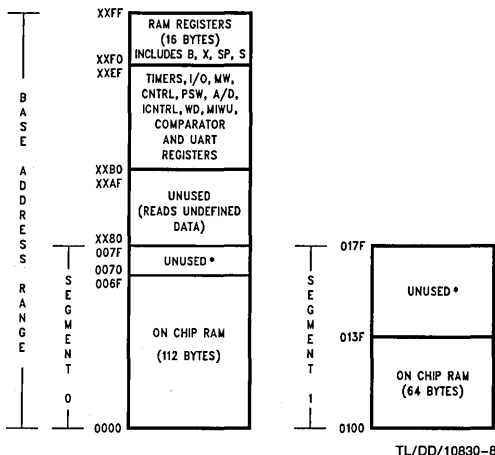 XXFF
RAM REGISTERS
(16 BYTES)
INCLUDES B, X, SP, S
XXF0
XXEF
TIMERS, I/O, MW,
CNTRL, PSW, A/D,
ICNTRL, WD, MIWU,
COMPARATOR
AND UART
REGISTERS
XXB0
XXAF
UNUSED
(READS UNDEFINED
DATA)
XX80
007F
UNUSED*
0070
006F
ON CHIP RAM
(112 BYTES)
0000
BASE ADDRESS RANGE
SEGMENT 0
SEGMENT 1
017F
UNUSED*
013F
ON CHIP RAM
(64 BYTES)
0100
TL/DD/10830-8